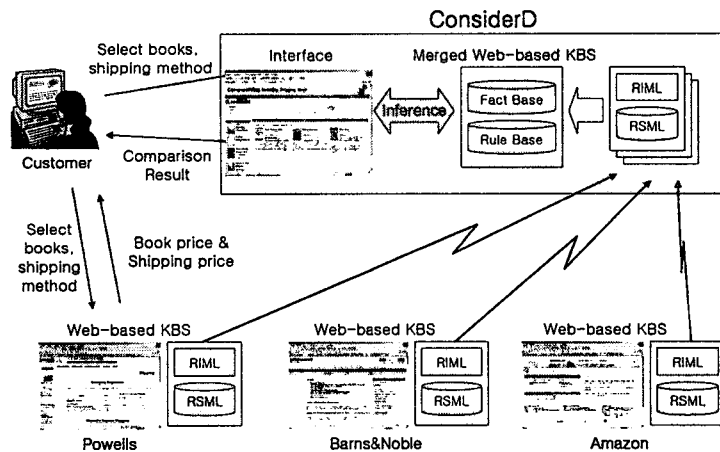 ConsiderD
Select books,
shipping method
Interface
Merged Web-based KBS
Fact Base
Inference
Rule Base
RIML
RSML
Customer
Comparison
Result
Select
books,
shipping
method
Book price &
Shipping price
Web-based KBS
Web-based KBS
Web-based KBS
RIML
RSML
RIML
RSML
RIML
RSML
Powells
Barns&Noble
Amazon